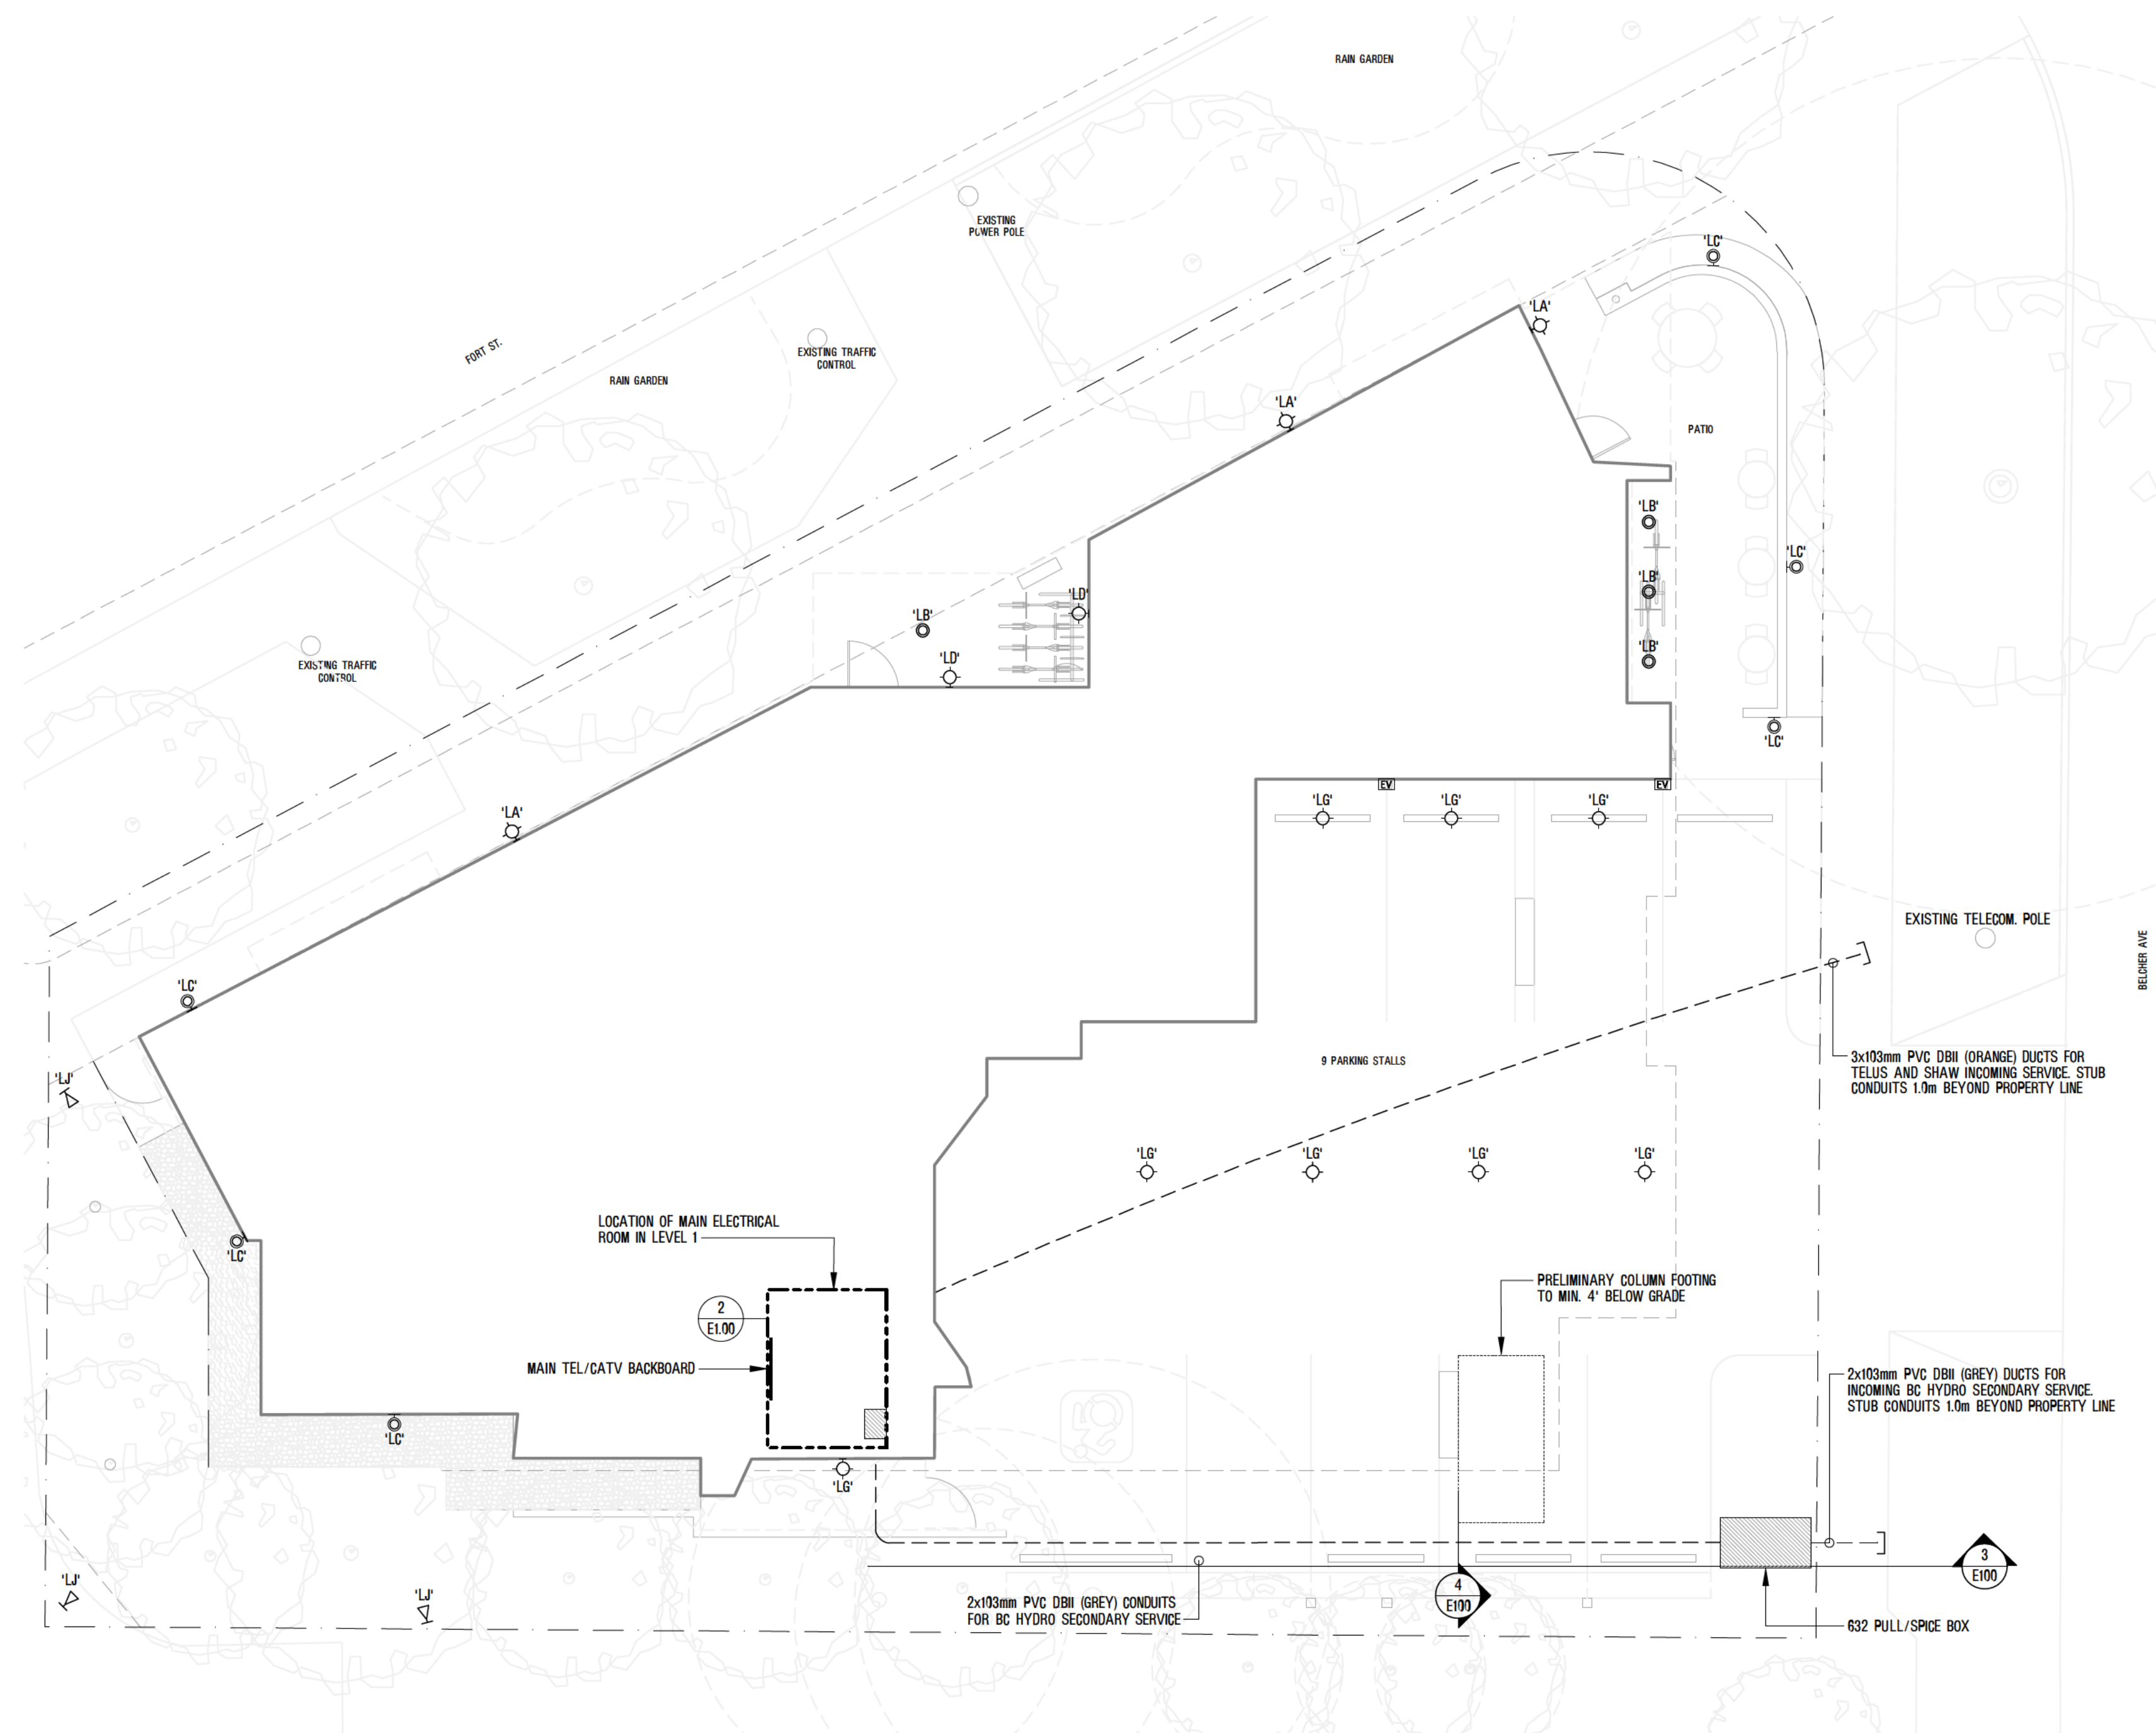 RAIN GARDEN
EXISTING
POWER POLE
'LC'
'LA'
FORT ST.
EXISTING TRAFFIC
CONTROL
RAIN GARDEN
'LA'
PATIO
'LB'
'LC'
'LB'
'LD'
'LB'
'LB'
'LD'
EXISTING TRAFFIC
CONTROL
'LC'
EV
EV
'LA'
'LG'
'LG'
'LG'
EXISTING TELECOM. POLE
BELCHER AVE
'LC'
9 PARKING STALLS
3x103mm PVC DBII (ORANGE) DUCTS FOR
TELUS AND SHAW INCOMING SERVICE. STUB
CONDUITS 1.0m BEYOND PROPERTY LINE
'LJ'
'LG'
'LG'
'LG'
'LG'
LOCATION OF MAIN ELECTRICAL
ROOM IN LEVEL 1
'LC'
PRELIMINARY COLUMN FOOTING
TO MIN. 4' BELOW GRADE
2
E1.00
MAIN TEL/CATV BACKBOARD
2x103mm PVC DBII (GREY) DUCTS FOR
INCOMING BC HYDRO SECONDARY SERVICE.
STUB CONDUITS 1.0m BEYOND PROPERTY LINE
'LC'
'LG'
3
E100
'LJ'
'LJ'
4
E100
2x103mm PVC DBII (GREY) CONDUITS
FOR BC HYDRO SECONDARY SERVICE
632 PULL/SPICE BOX